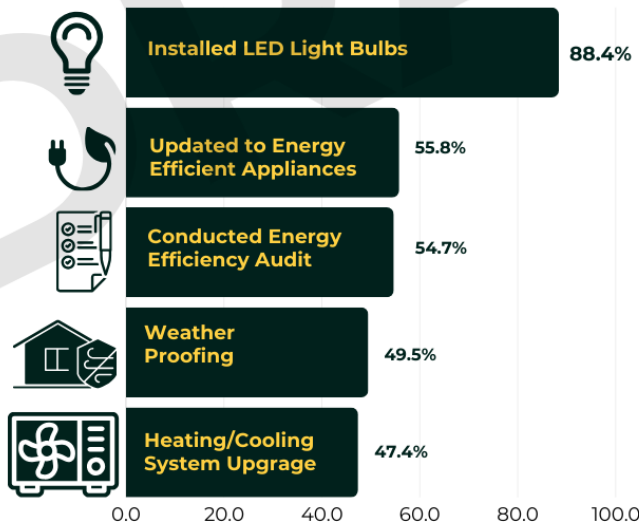 Installed LED Light Bulbs
88.4%
Updated to Energy
Efficient Appliances
55.8%
Conducted Energy
Efficiency Audit
54.7%
Weather
Proofing
49.5%
Heating/Cooling
System Upgrage
47.4%
0.0 20.0 40.0 60.0 80.0 100.0